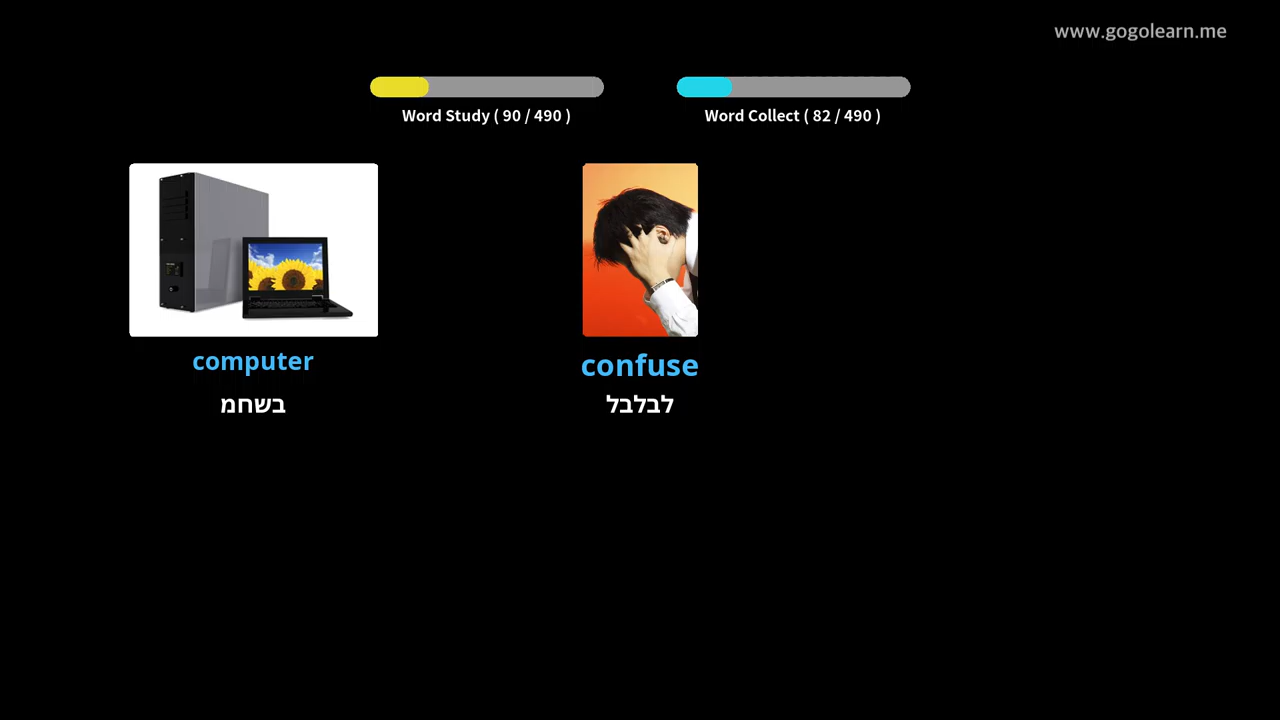 www.gogolearn.me
Word Study ( 90 / 490 )
Word Collect ( 82 / 490 )
computer
בשחמ
confuse
לבלבל